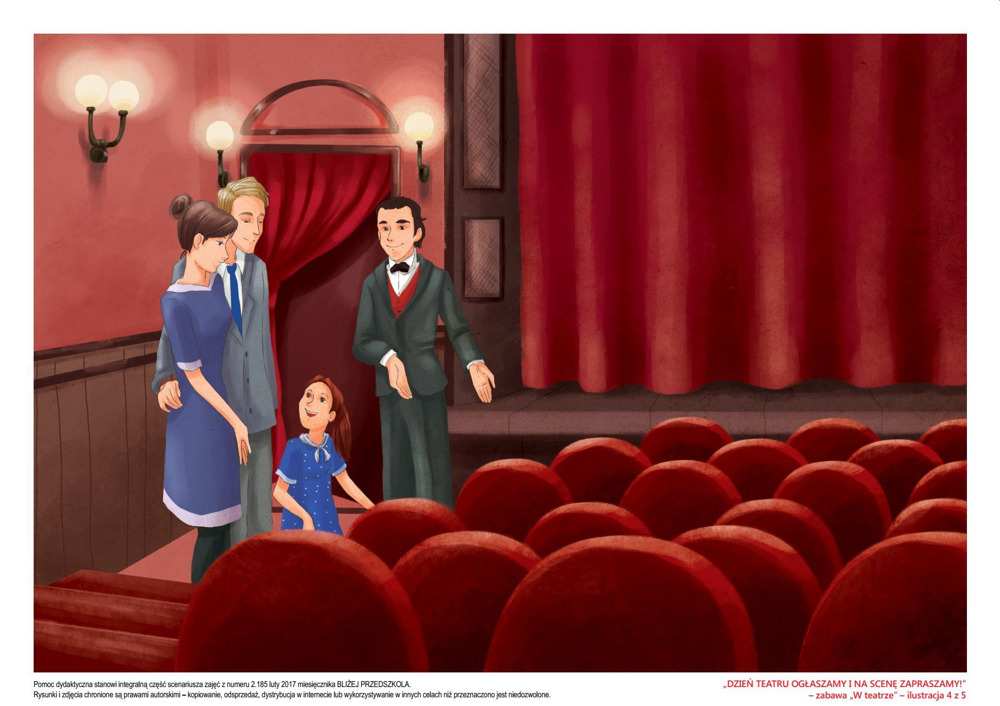 Pomoc dydaktyczna stanowi integralną część scenariusza zajęć z numeru 2.185 luty 2017 miesięcznika BLIŻEJ PRZEDSZKOLA.
Rysunki i zdjęcia chronione są prawami autorskimi – kopiowanie, odsprzedaż, dystrybucja w internecie lub wykorzystywanie w innych celach niż przeznaczono jest niedozwolone.
„DZIEŃ TEATRU OGŁASZAMY I NA SCENĘ ZAPRASZAMY!”
– zabawa „W teatrze” – ilustracja 4 z 5